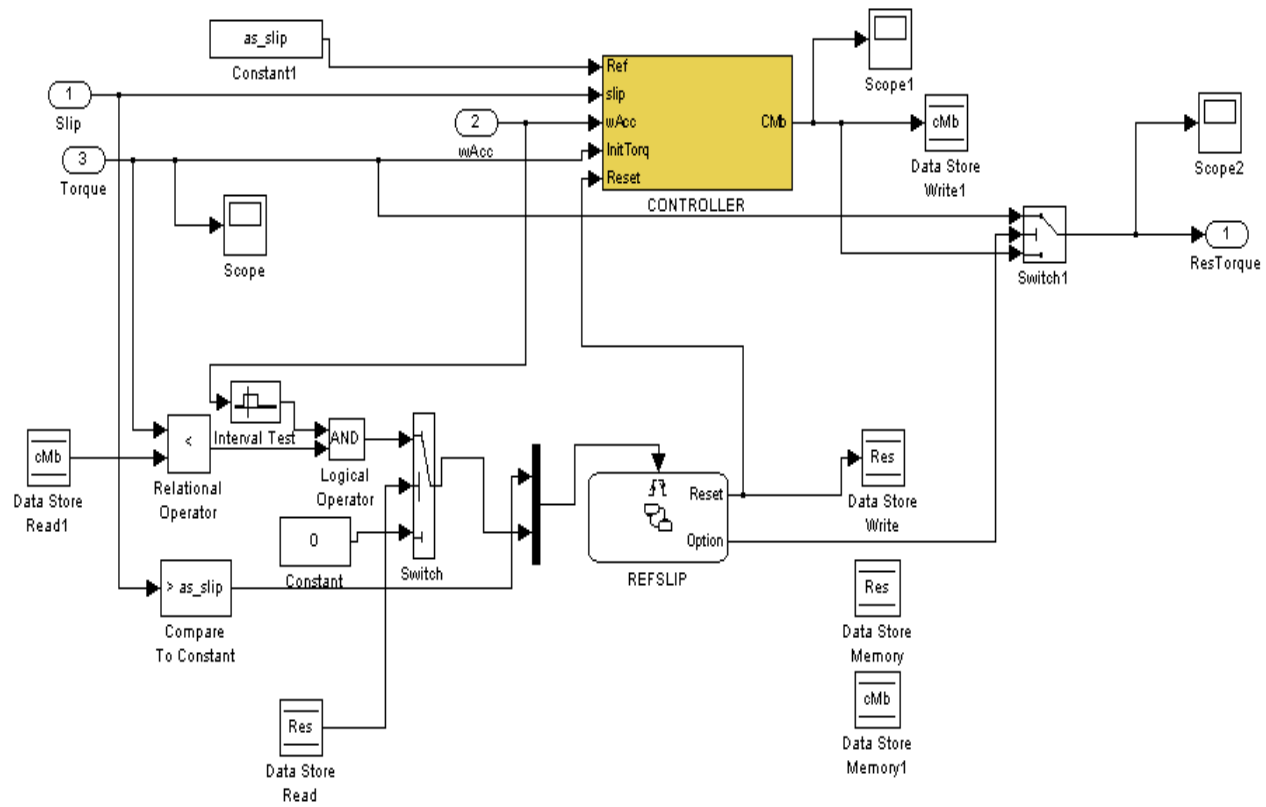 as_slip
Constant1
1
Slip
2
wAcc
3
Torque
Scope
Ref
slip
wAcc
InitTorq
Reset
CMb
CONTROLLER
Scope1
cMb
Data Store
Write1
Scope2
Switch1
1
ResTorque
cMb
Data Store
Read1
<
Relational
Operator
Interval Test
AND
Logical
Operator
0
Constant
Switch
> as_slip
Compare
To Constant
Res
Data Store
Read
Reset
Option
REFSLIP
Res
Data Store
Write
Res
Data Store
Memory
cMb
Data Store
Memory1